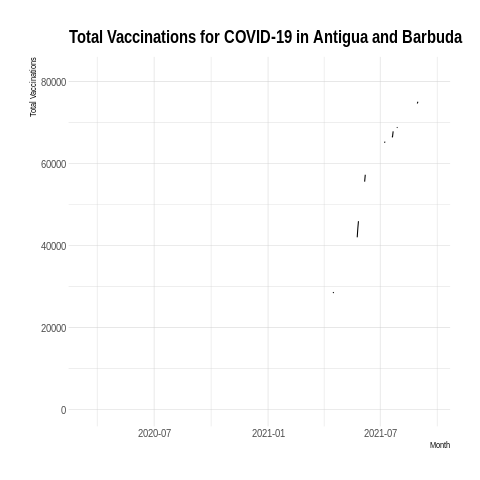 Total Vaccinations for COVID-19 in Antigua and Barbuda
Total Vaccinations
80000
60000
40000
20000
0
2020-07 2021-01 2021-07
Month